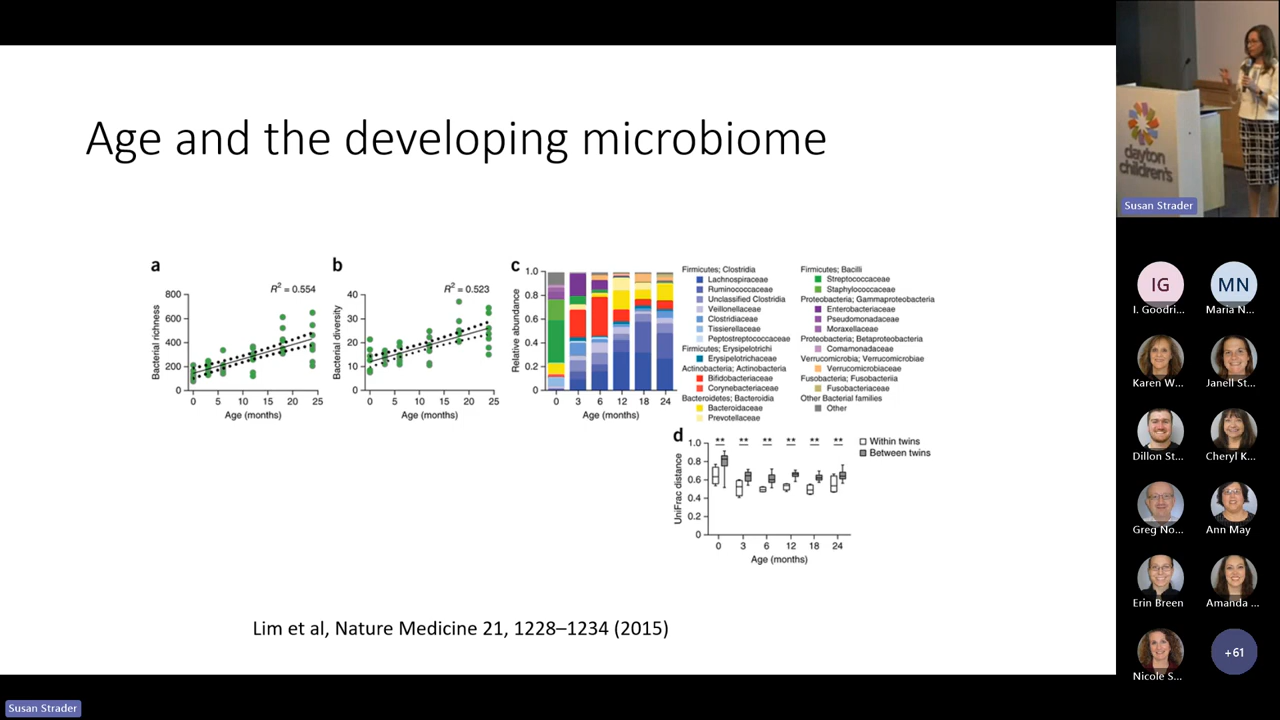 Age and the developing microbiome
a
R² = 0.554
Bacterial richness
800
600
400
200
0
0 5 10 15 20 25
Age (months)
b
R² = 0.523
Bacterial diversity
40
30
20
10
0
0 5 10 15 20 25
Age (months)
c
Relative abundance
1.0
0.8
0.6
0.4
0.2
0
0 3 6 12 18 24
Age (months)
Firmicutes; Clostridia
Lachnospiraceae
Ruminococcaceae
Unclassified Clostridia
Veillonellaceae
Clostridiaceae
Tissierellaceae
Peptostreptococcaceae
Firmicutes; Erysipelotrichi
Erysipelotrichaceae
Actinobacteria; Actinobacteria
Bifidobacteriaceae
Corynebacteriaceae
Bacteroidetes; Bacteroidia
Bacteroidaceae
Prevotellaceae
Firmicutes; Bacilli
Streptococcaceae
Staphylococcaceae
Proteobacteria; Gammaproteobacteria
Enterobacteriaceae
Pseudomonadaceae
Moraxellaceae
Proteobacteria; Betaproteobacteria
Comamonadaceae
Verrucomicrobia; Verrucomicrobiae
Verrucomicrobiaceae
Fusobacteria; Fusobacteriia
Fusobacteriaceae
Other Bacterial families
Other
d
UniFrac distance
1.0
0.8
0.6
0.4
0.2
0
** ** ** ** ** **
0 3 6 12 18 24
Age (months)
Within twins
Between twins
Lim et al, Nature Medicine 21, 1228–1234 (2015)
dayton
children's
Susan Strader
IG
I. Goodri...
MN
Maria N...
Karen W...
Janell St...
Dillon St...
Cheryl K...
Greg No...
Ann May
Erin Breen
Amanda ...
Nicole S...
+61
Susan Strader